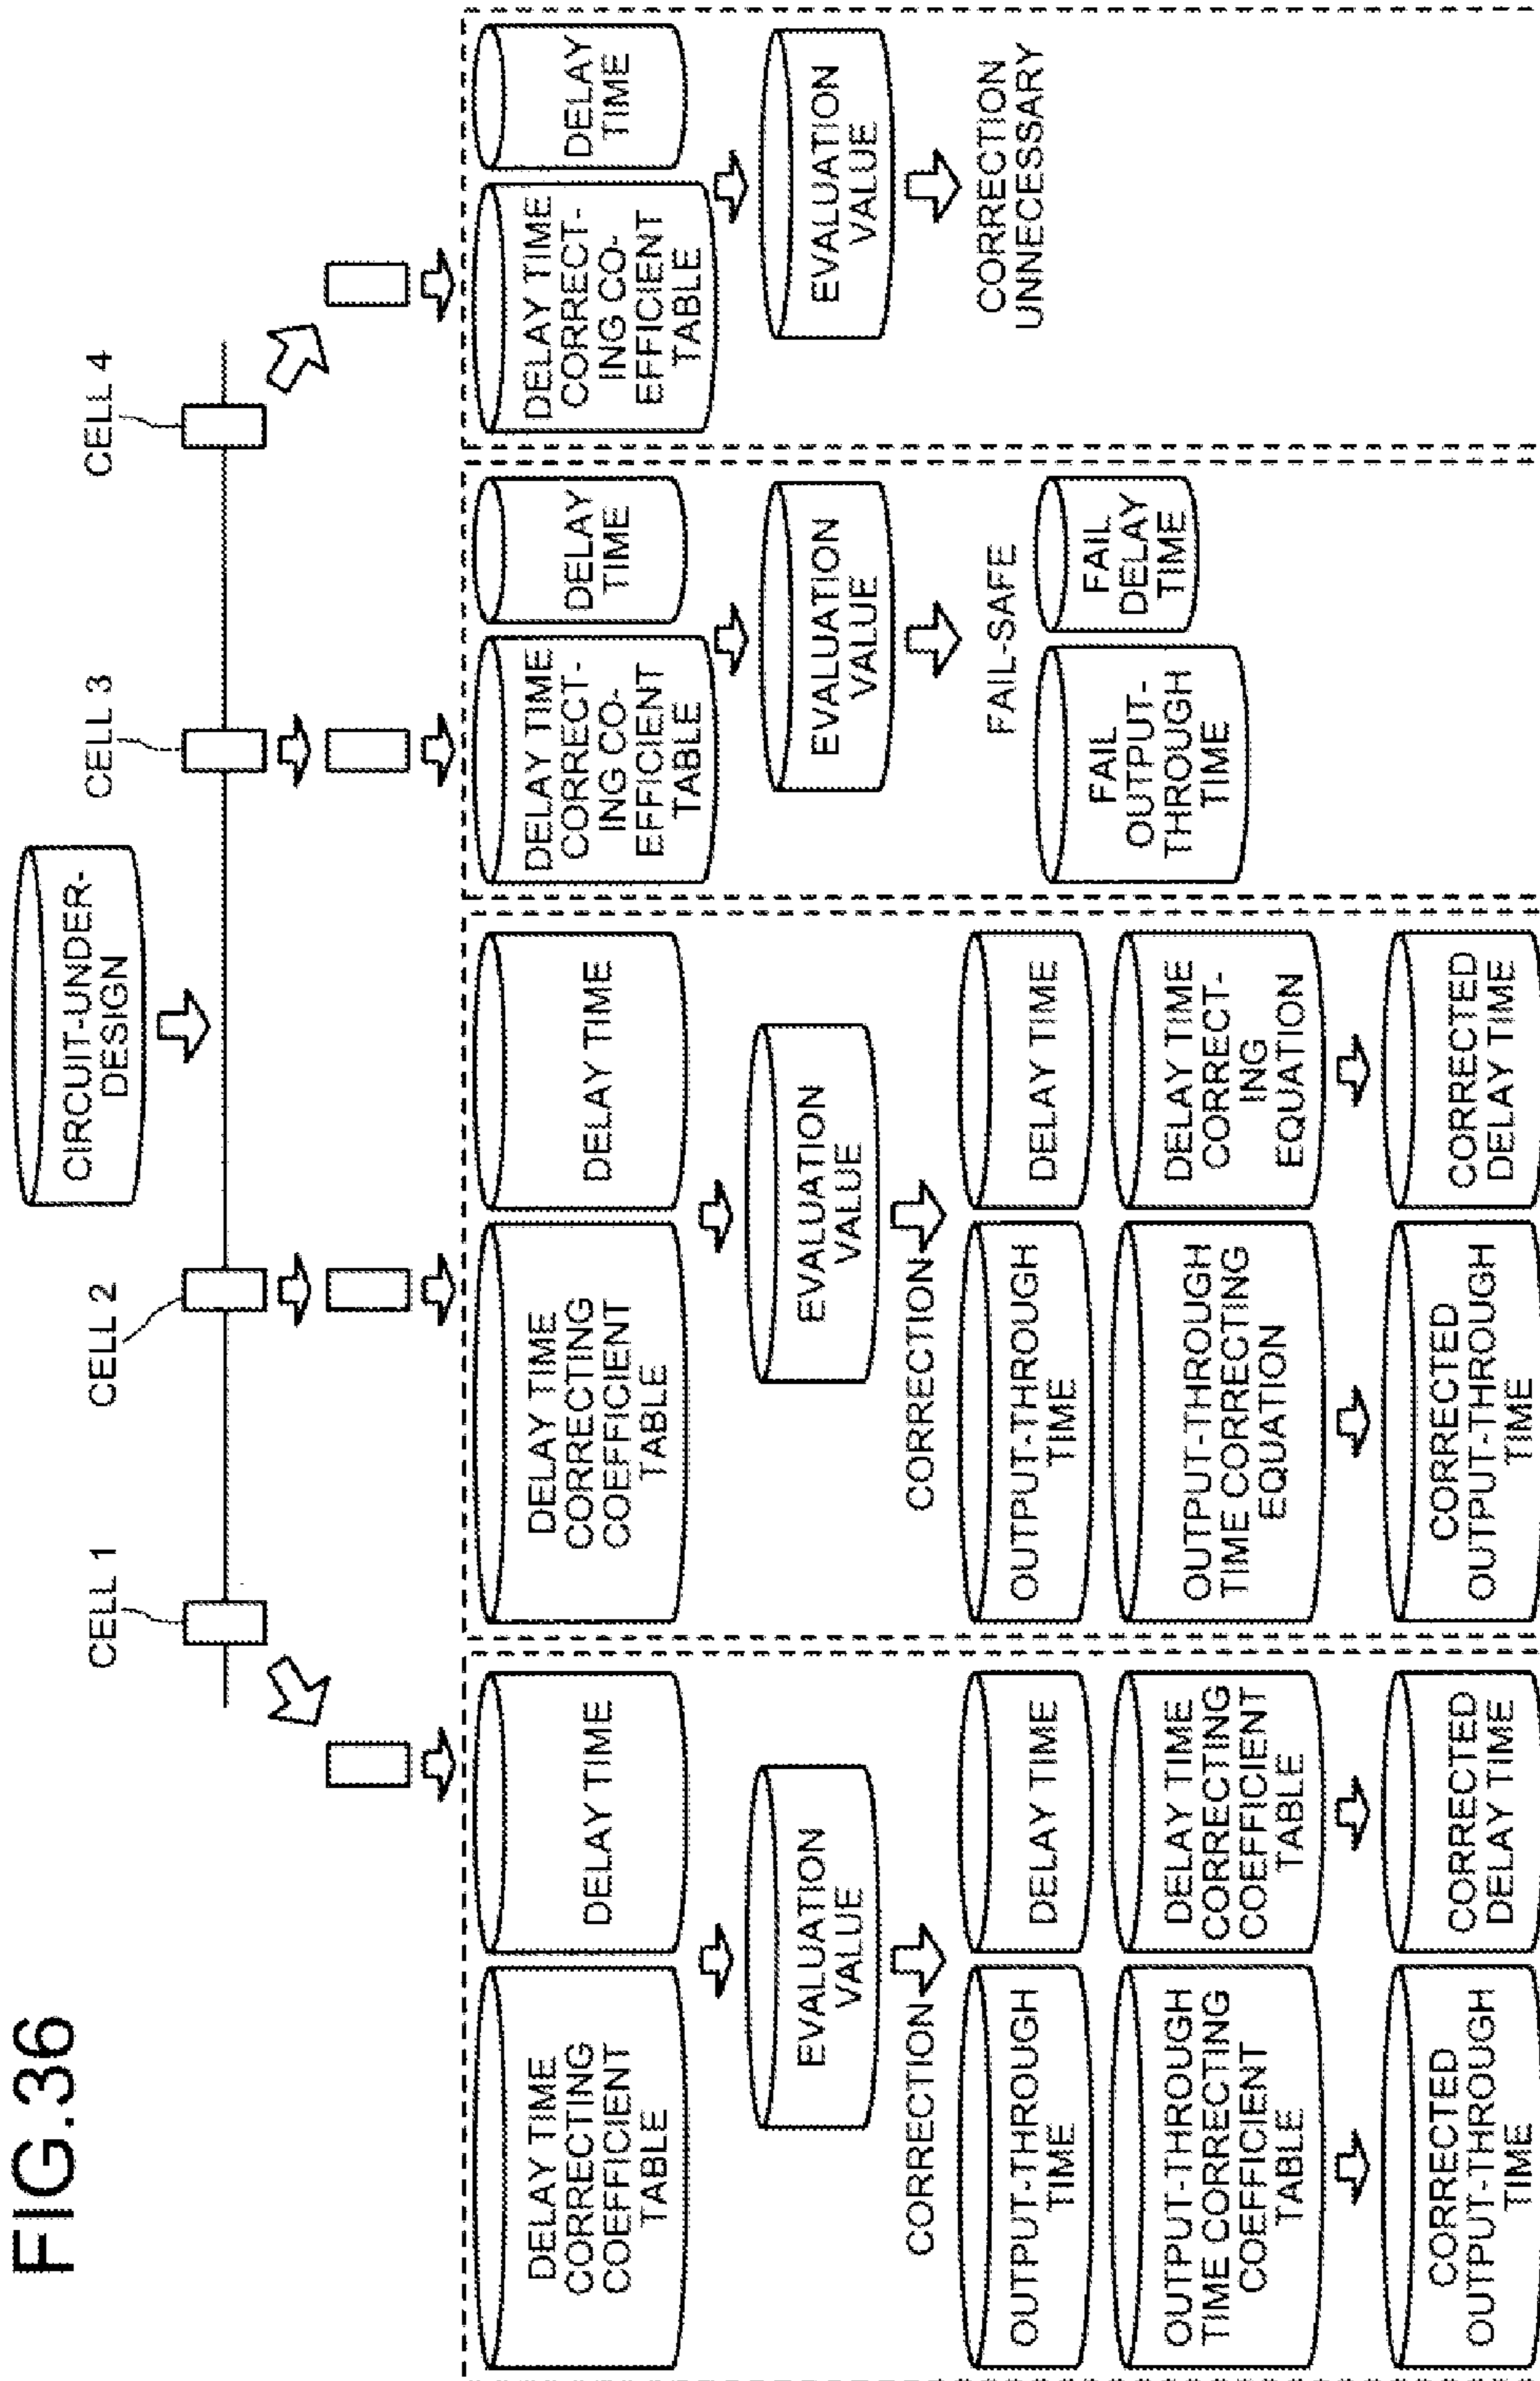 FIG.36
CIRCUIT-UNDER-
DESIGN
CELL 1
CELL 2
CELL 3
CELL 4
DELAY TIME
CORRECTING
COEFFICIENT
TABLE
DELAY TIME
EVALUATION
VALUE
CORRECTION
OUTPUT-THROUGH
TIME
DELAY TIME
OUTPUT-THROUGH
TIME CORRECTING
COEFFICIENT
TABLE
DELAY TIME
CORRECTING
COEFFICIENT
TABLE
CORRECTED
OUTPUT-THROUGH
TIME
CORRECTED
DELAY TIME
DELAY TIME
CORRECTING
COEFFICIENT
TABLE
DELAY TIME
EVALUATION
VALUE
CORRECTION
OUTPUT-THROUGH
TIME
DELAY TIME
OUTPUT-THROUGH
TIME CORRECTING
EQUATION
DELAY TIME
CORRECT-
ING
EQUATION
CORRECTED
OUTPUT-THROUGH
TIME
CORRECTED
DELAY TIME
DELAY TIME
CORRECT-
ING CO-
EFFICIENT
TABLE
DELAY
TIME
EVALUATION
VALUE
FAIL-SAFE
FAIL
OUTPUT-
THROUGH
TIME
FAIL
DELAY
TIME
DELAY TIME
CORRECT-
ING CO-
EFFICIENT
TABLE
DELAY
TIME
EVALUATION
VALUE
CORRECTION
UNNECESSARY